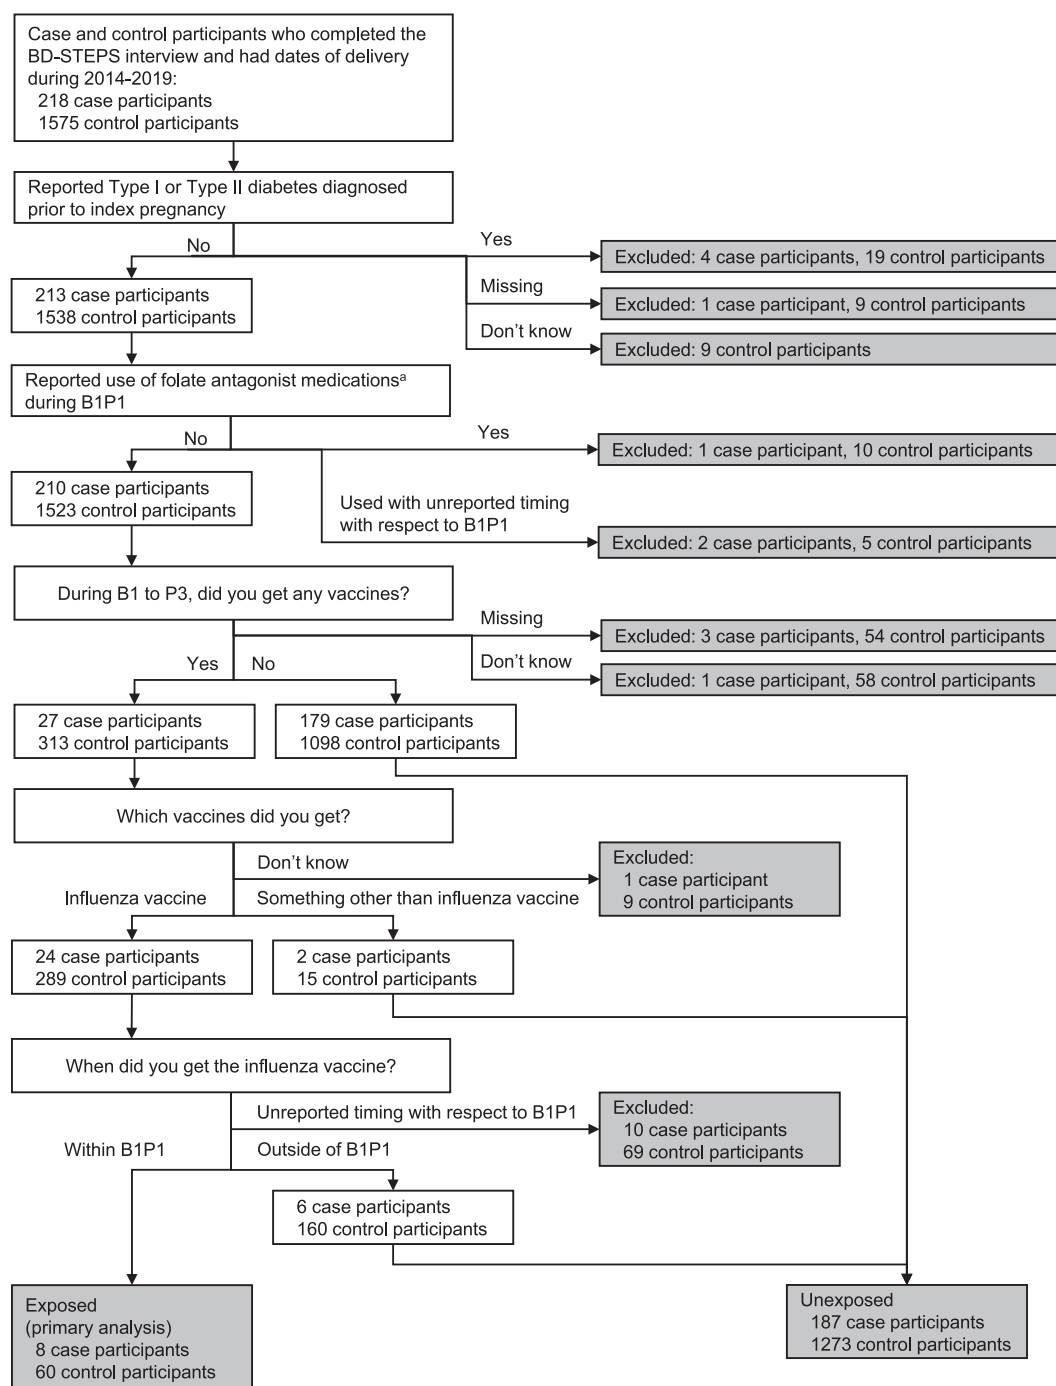 Case and control participants who completed the
BD-STEPS interview and had dates of delivery
during 2014-2019:
218 case participants
1575 control participants
Reported Type I or Type II diabetes diagnosed
prior to index pregnancy
No
Yes
Excluded: 4 case participants, 19 control participants
Missing
Excluded: 1 case participant, 9 control participants
Don't know
Excluded: 9 control participants
213 case participants
1538 control participants
Reported use of folate antagonist medicationsᵃ
during B1P1
No
Yes
Excluded: 1 case participant, 10 control participants
210 case participants
1523 control participants
Used with unreported timing
with respect to B1P1
Excluded: 2 case participants, 5 control participants
During B1 to P3, did you get any vaccines?
Missing
Excluded: 3 case participants, 54 control participants
Don't know
Excluded: 1 case participant, 58 control participants
Yes
No
27 case participants
313 control participants
179 case participants
1098 control participants
Which vaccines did you get?
Don't know
Excluded:
1 case participant
9 control participants
Influenza vaccine
Something other than influenza vaccine
24 case participants
289 control participants
2 case participants
15 control participants
When did you get the influenza vaccine?
Unreported timing with respect to B1P1
Excluded:
10 case participants
69 control participants
Within B1P1
Outside of B1P1
6 case participants
160 control participants
Exposed
(primary analysis)
8 case participants
60 control participants
Unexposed
187 case participants
1273 control participants